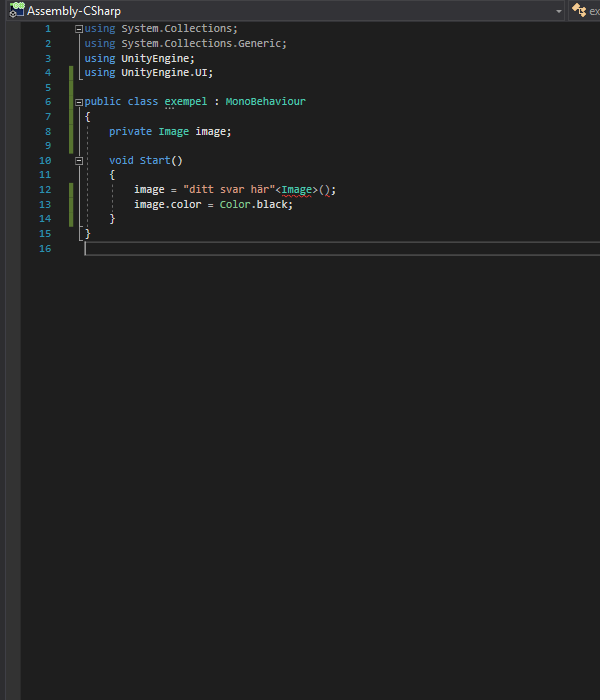 Assembly-CSharp
ex
1 using System.Collections;
2 using System.Collections.Generic;
3 using UnityEngine;
4 using UnityEngine.UI;
5
6 public class exempel : MonoBehaviour
7 {
8 private Image image;
9
10 void Start()
11 {
12 image = "ditt svar här"<Image>();
13 image.color = Color.black;
14 }
15 }
16